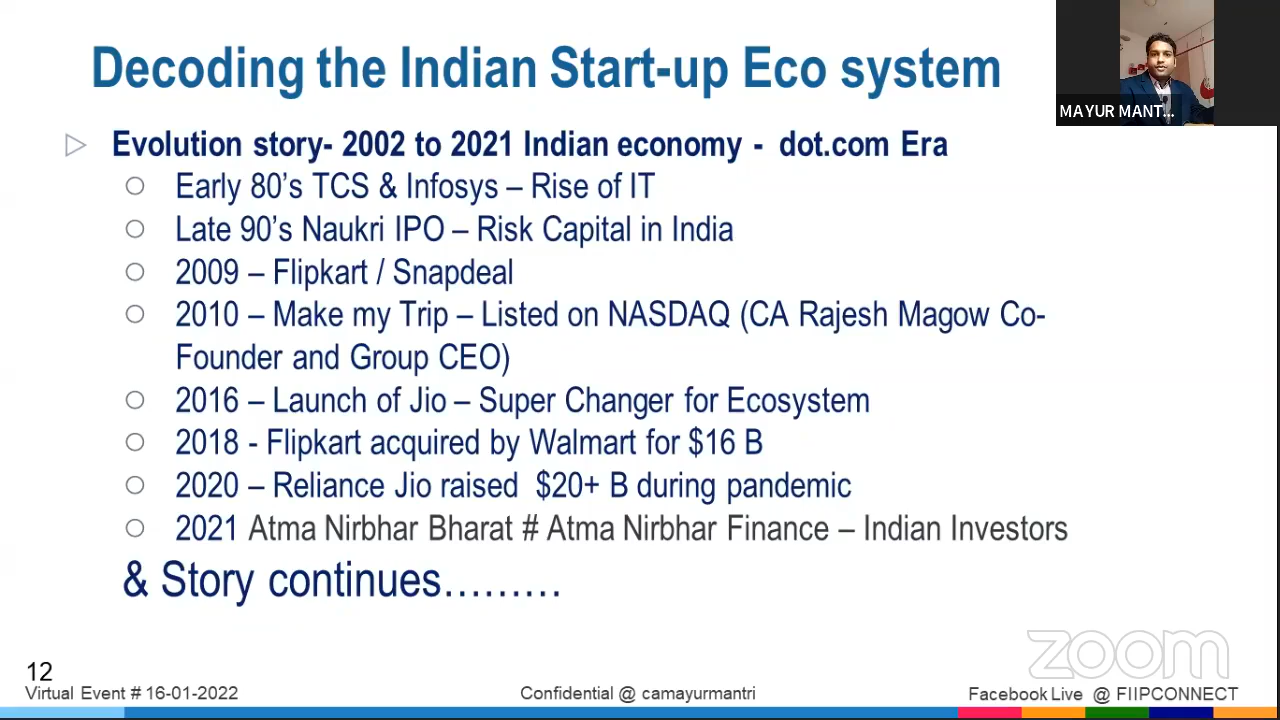 Decoding the Indian Start-up Eco system
MAYUR MANT...
Evolution story- 2002 to 2021 Indian economy - dot.com Era
Early 80's TCS & Infosys – Rise of IT
Late 90's Naukri IPO – Risk Capital in India
2009 – Flipkart / Snapdeal
2010 – Make my Trip – Listed on NASDAQ (CA Rajesh Magow Co-
Founder and Group CEO)
2016 – Launch of Jio – Super Changer for Ecosystem
2018 - Flipkart acquired by Walmart for $16 B
2020 – Reliance Jio raised $20+ B during pandemic
2021 Atma Nirbhar Bharat # Atma Nirbhar Finance – Indian Investors
& Story continues………
zoom
12
Virtual Event # 16-01-2022
Confidential @ camayurmantri
Facebook Live @ FIIPCONNECT